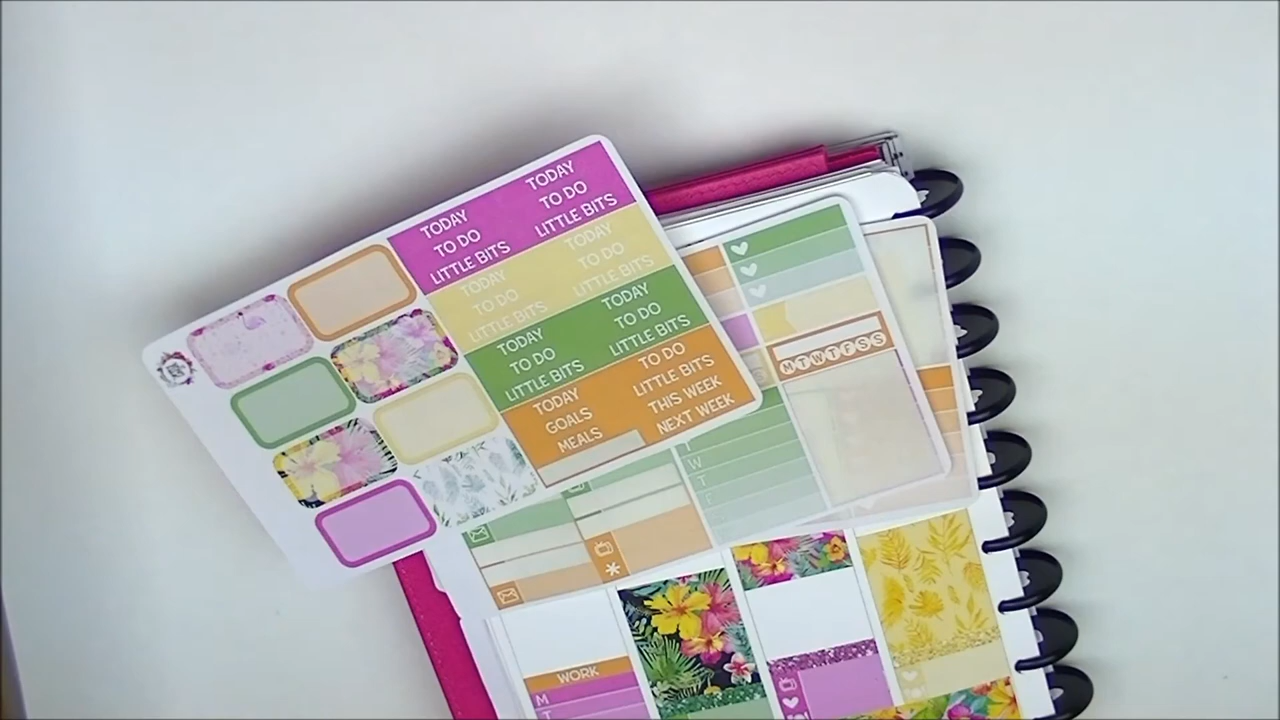 TODAY
TO DO
LITTLE BITS
TODAY
TO DO
LITTLE BITS
TODAY
TO DO
LITTLE BITS
TODAY
TO DO
LITTLE BITS
TODAY
TO DO
LITTLE BITS
TODAY
TO DO
LITTLE BITS
TODAY
GOALS
MEALS
TO DO
LITTLE BITS
THIS WEEK
NEXT WEEK
MTWTFSS
T
W
T
F
WORK
M
T